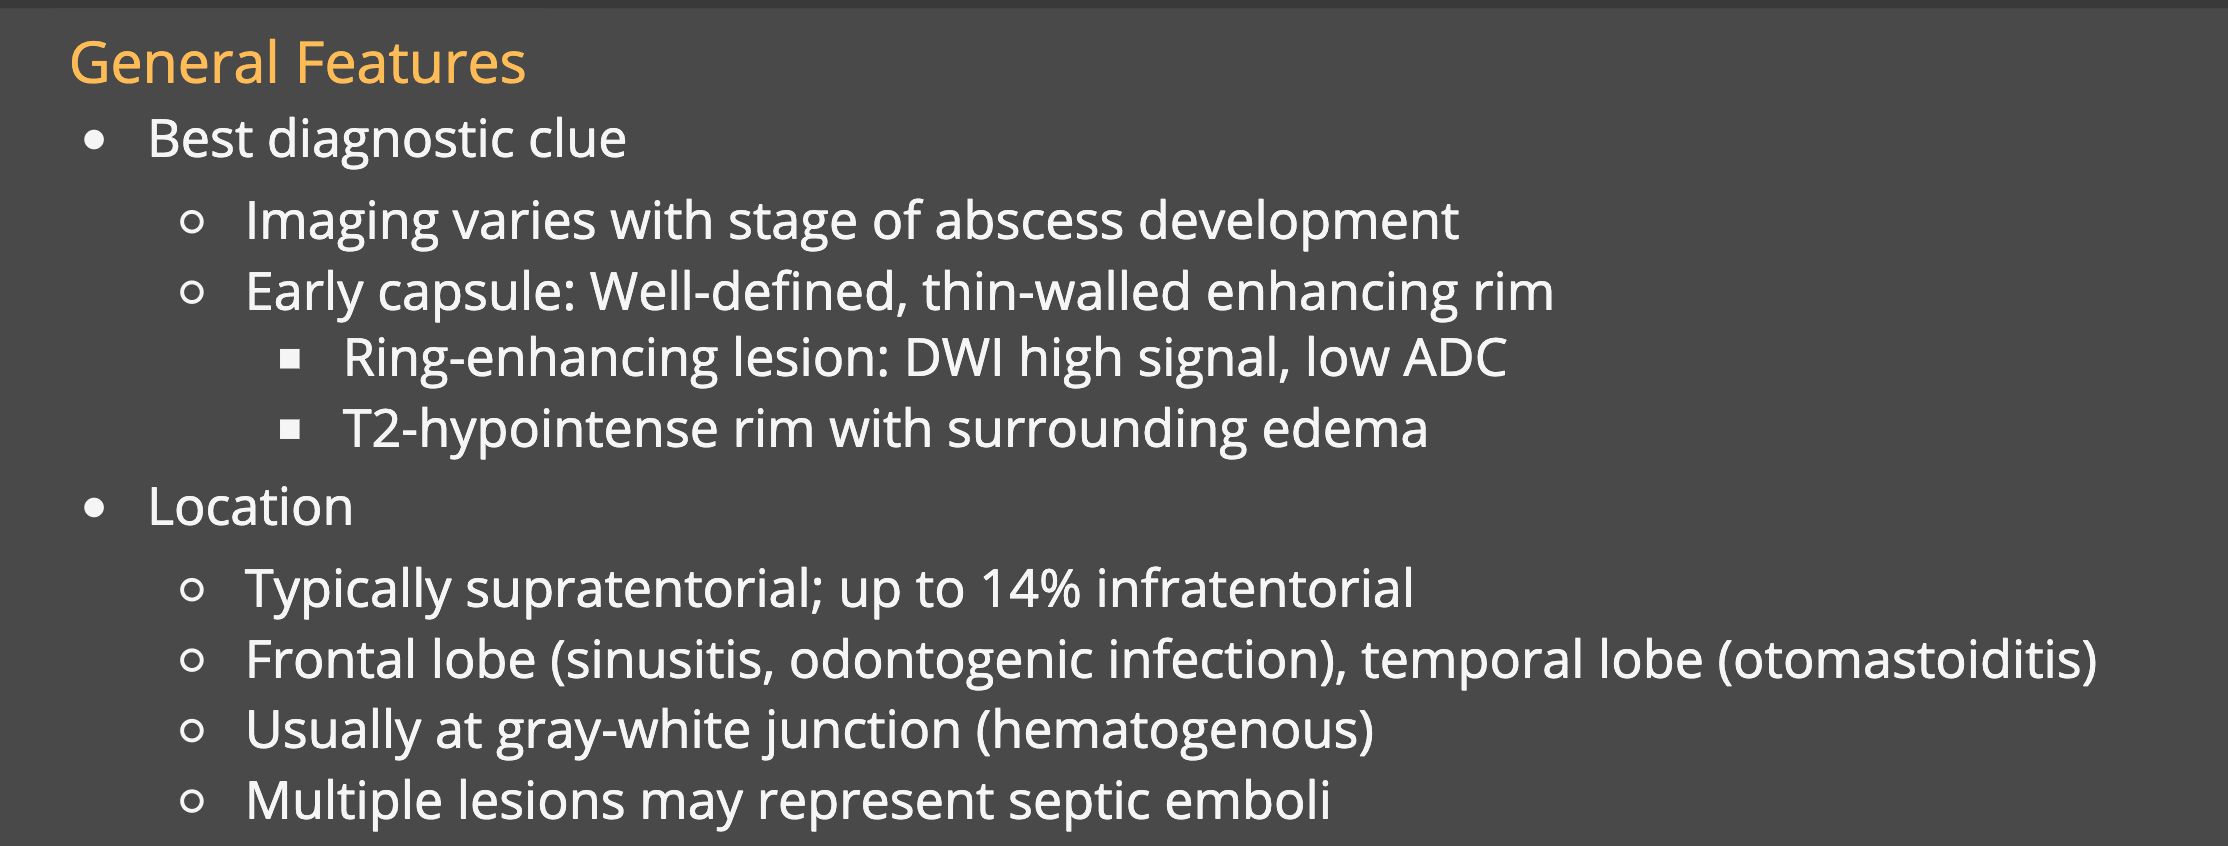 General Features
• Best diagnostic clue
○ Imaging varies with stage of abscess development
○ Early capsule: Well-defined, thin-walled enhancing rim
■ Ring-enhancing lesion: DWI high signal, low ADC
■ T2-hypointense rim with surrounding edema
• Location
○ Typically supratentorial; up to 14% infratentorial
○ Frontal lobe (sinusitis, odontogenic infection), temporal lobe (otomastoiditis)
○ Usually at gray-white junction (hematogenous)
○ Multiple lesions may represent septic emboli